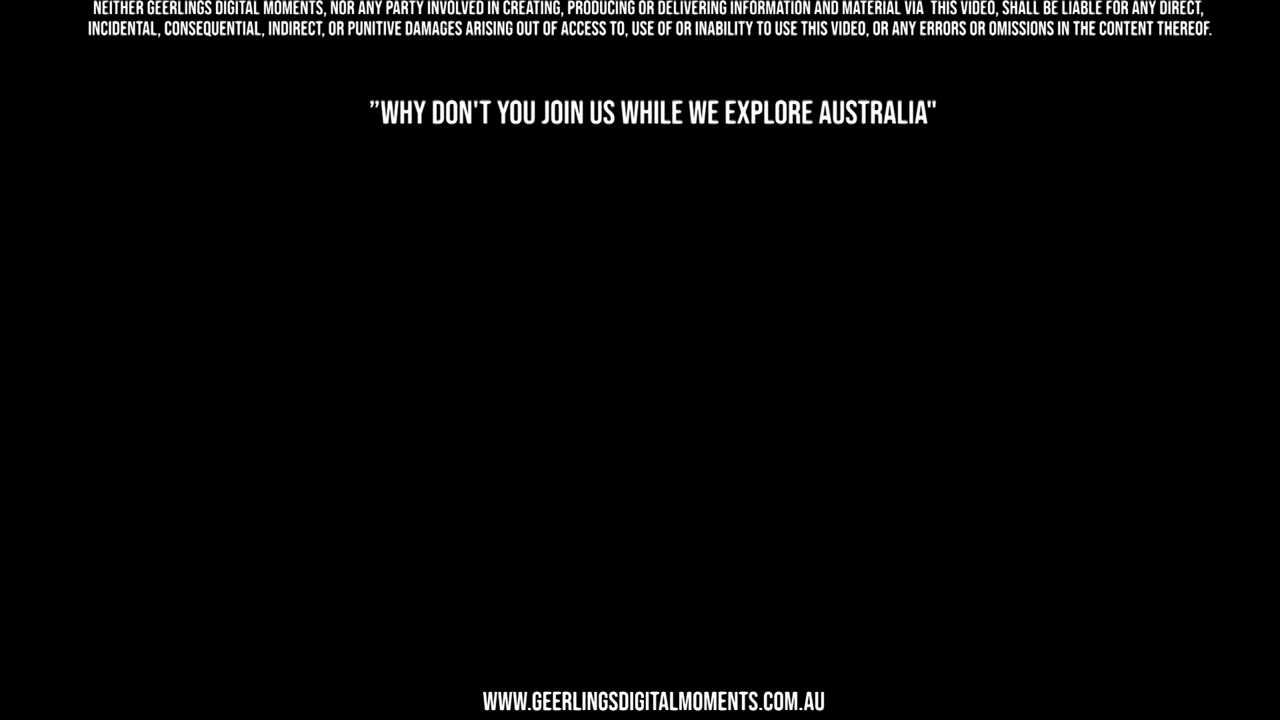 NEITHER GEERLINGS DIGITAL MOMENTS, NOR ANY PARTY INVOLVED IN CREATING, PRODUCING OR DELIVERING INFORMATION AND MATERIAL VIA  THIS VIDEO, SHALL BE LIABLE FOR ANY DIRECT,
INCIDENTAL, CONSEQUENTIAL, INDIRECT, OR PUNITIVE DAMAGES ARISING OUT OF ACCESS TO, USE OF OR INABILITY TO USE THIS VIDEO, OR ANY ERRORS OR OMISSIONS IN THE CONTENT THEREOF.
”WHY DON'T YOU JOIN US WHILE WE EXPLORE AUSTRALIA"
WWW.GEERLINGSDIGITALMOMENTS.COM.AU